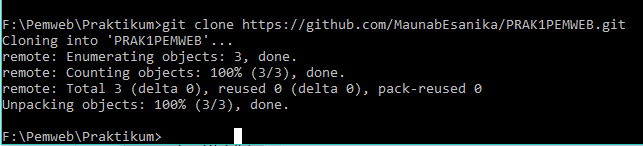 F:\Pemweb\Praktikum>git clone https://github.com/MaunabEsanika/PRAK1PEMWEB.git
Cloning into 'PRAK1PEMWEB'...
remote: Enumerating objects: 3, done.
remote: Counting objects: 100% (3/3), done.
remote: Total 3 (delta 0), reused 0 (delta 0), pack-reused 0
Unpacking objects: 100% (3/3), done.
F:\Pemweb\Praktikum>